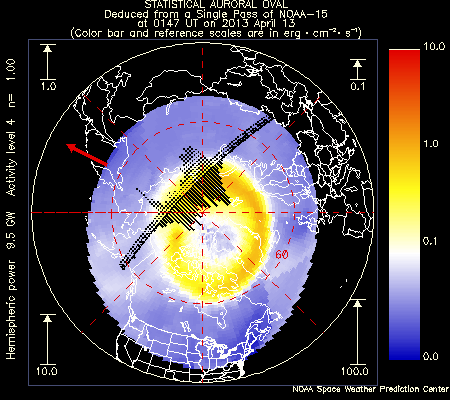 STATISTICAL AURORAL OVAL
Deduced from a Single Pass of NOAA-15
at 0147 UT on 2013 April 13
(Color bar and reference scales are in erg · cm⁻² · s⁻¹)
Hemispheric power 9.5 GW Activity level 4 n= 1.00
1.0
0.1
10.0
100.0
60
10.0
1.0
0.1
0.0
NOAA Space Weather Prediction Center